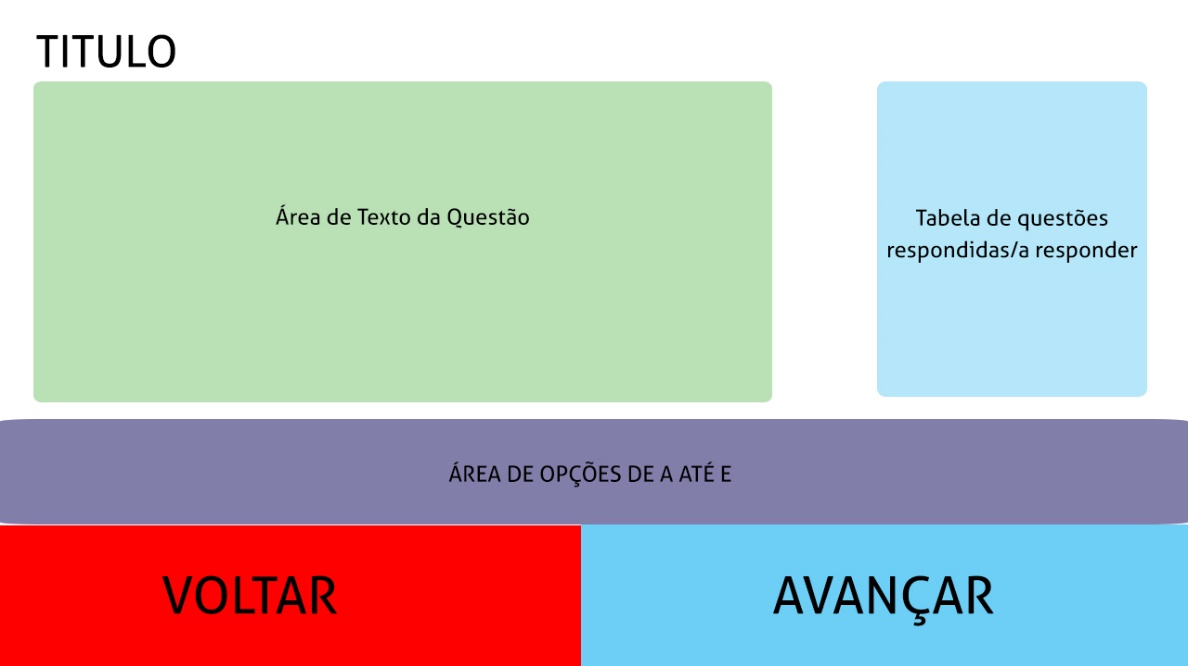 TITULO
Área de Texto da Questão
Tabela de questões
respondidas/a responder
ÁREA DE OPÇÕES DE A ATÉ E
VOLTAR
AVANÇAR